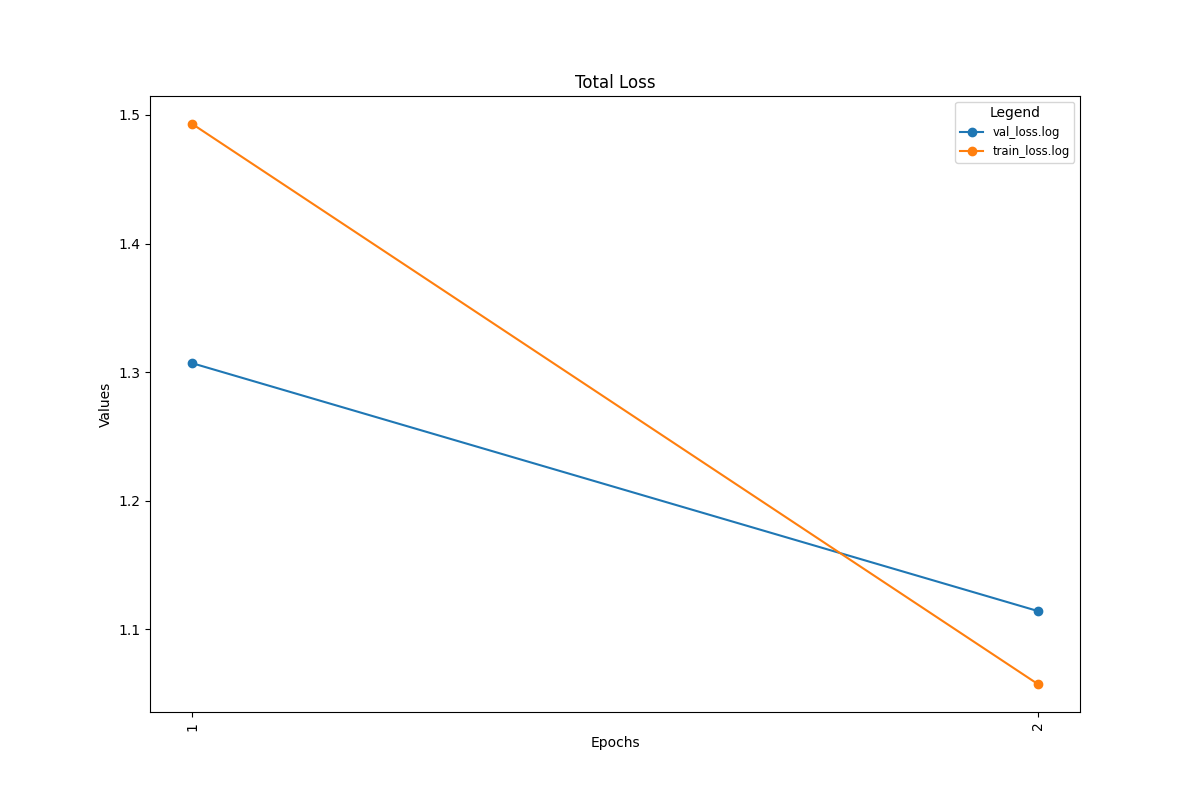 Total Loss
Legend
val_loss.log
train_loss.log
1.5
1.4
1.3
1.2
1.1
Values
1
2
Epochs